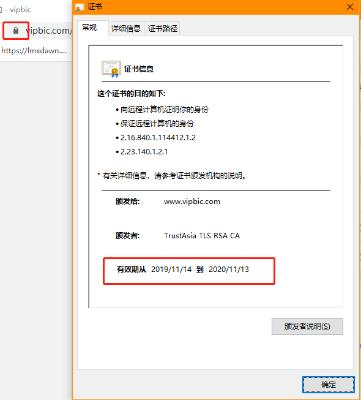 - vipbic
vipbic.com/
https://lmxdawn....
证书
常规 详细信息 证书路径
证书信息
这个证书的目的如下:
• 向远程计算机证明你的身份
• 保证远程计算机的身份
• 2.16.840.1.114412.1.2
• 2.23.140.1.2.1
* 有关详细信息，请参考证书颁发机构的说明。
颁发给: www.vipbic.com
颁发者: TrustAsia TLS RSA CA
有效期从 2019/11/14 到 2020/11/13
颁发者说明(S)
确定